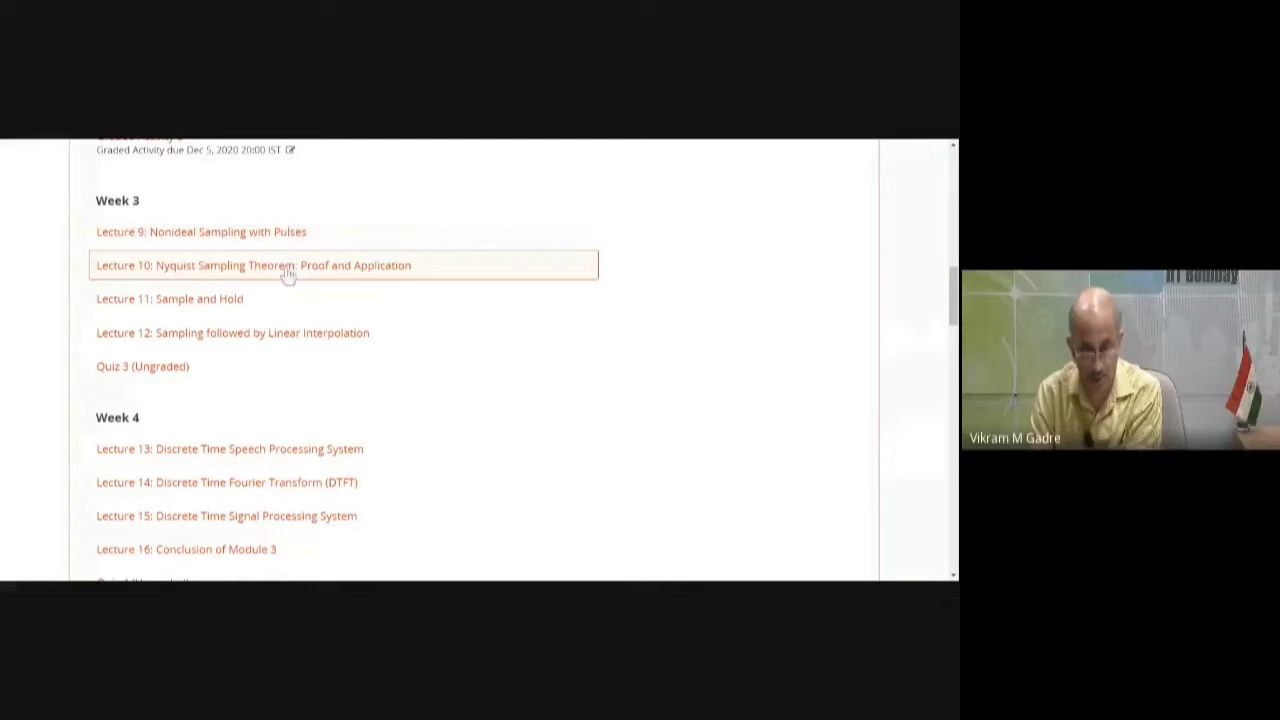 Graded Activity due Dec 5, 2020 20:00 IST
Week 3
Lecture 9: Nonideal Sampling with Pulses
Lecture 10: Nyquist Sampling Theorem: Proof and Application
Lecture 11: Sample and Hold
Lecture 12: Sampling followed by Linear Interpolation
Quiz 3 (Ungraded)
Week 4
Lecture 13: Discrete Time Speech Processing System
Lecture 14: Discrete Time Fourier Transform (DTFT)
Lecture 15: Discrete Time Signal Processing System
Lecture 16: Conclusion of Module 3
IIT Bombay
Vikram M Gadre